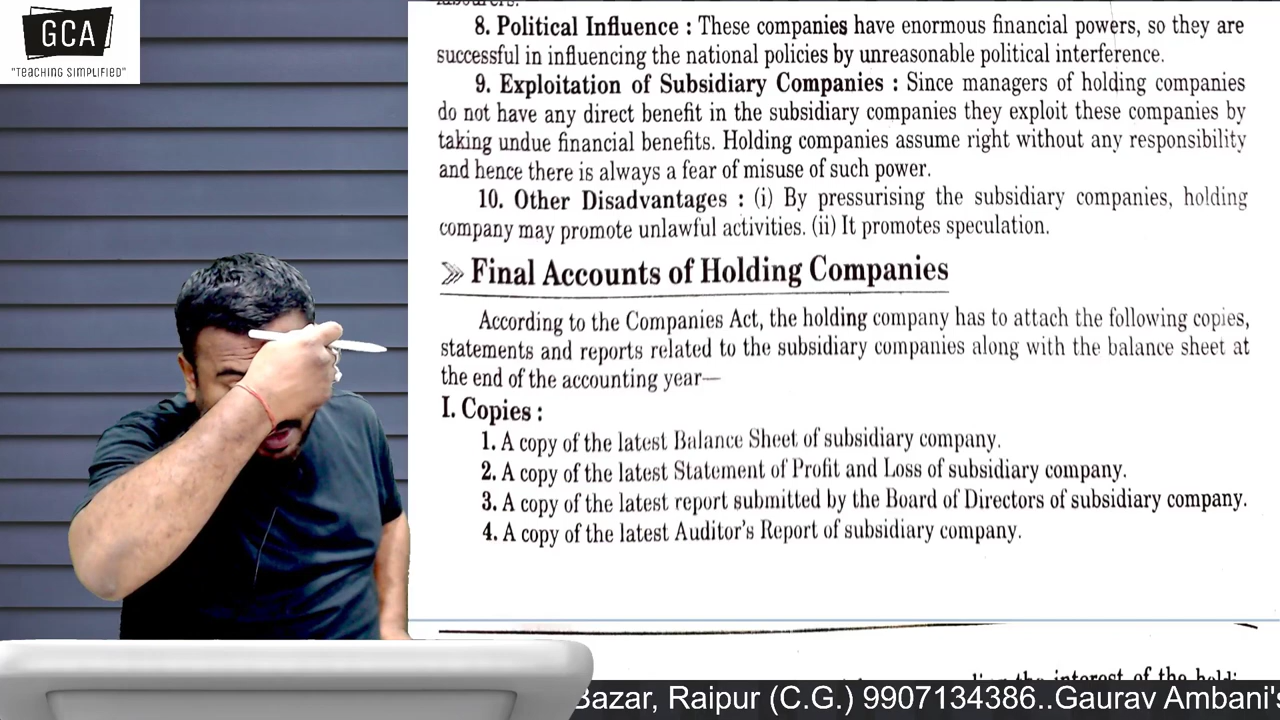 GCA
"TEACHING SIMPLIFIED"
labourers.
8. Political Influence : These companies have enormous financial powers, so they are
successful in influencing the national policies by unreasonable political interference.
9. Exploitation of Subsidiary Companies : Since managers of holding companies
do not have any direct benefit in the subsidiary companies they exploit these companies by
taking undue financial benefits. Holding companies assume right without any responsibility
and hence there is always a fear of misuse of such power.
10. Other Disadvantages : (i) By pressurising the subsidiary companies, holding
company may promote unlawful activities. (ii) It promotes speculation.
Final Accounts of Holding Companies
According to the Companies Act, the holding company has to attach the following copies,
statements and reports related to the subsidiary companies along with the balance sheet at
the end of the accounting year—
I. Copies :
1. A copy of the latest Balance Sheet of subsidiary company.
2. A copy of the latest Statement of Profit and Loss of subsidiary company.
3. A copy of the latest report submitted by the Board of Directors of subsidiary company.
4. A copy of the latest Auditor's Report of subsidiary company.
the interest of the
Bazar, Raipur (C.G.) 9907134386..Gaurav Ambani's